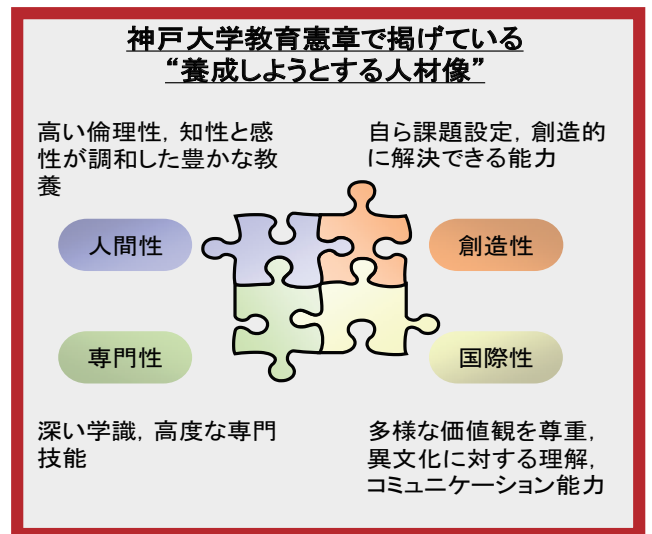 神戸大学教育憲章で掲げている
“養成しようとする人材像”
高い倫理性，知性と感
性が調和した豊かな教
養
自ら課題設定，創造的
に解決できる能力
人間性
創造性
専門性
国際性
深い学識，高度な専門
技能
多様な価値観を尊重，
異文化に対する理解，
コミュニケーション能力